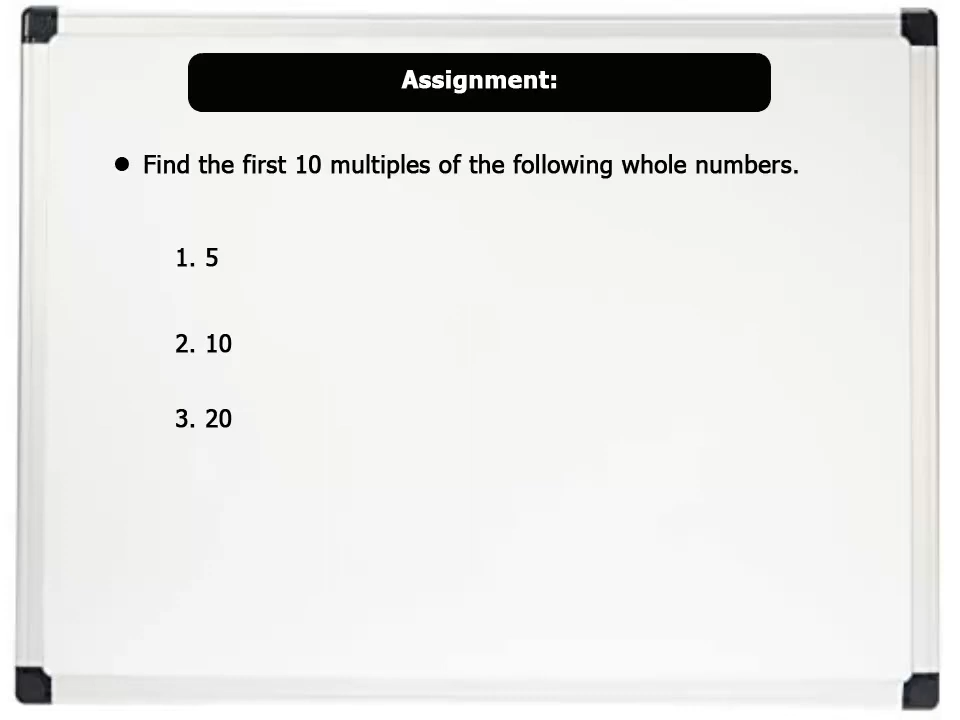 Assignment:
● Find the first 10 multiples of the following whole numbers.
1. 5
2. 10
3. 20